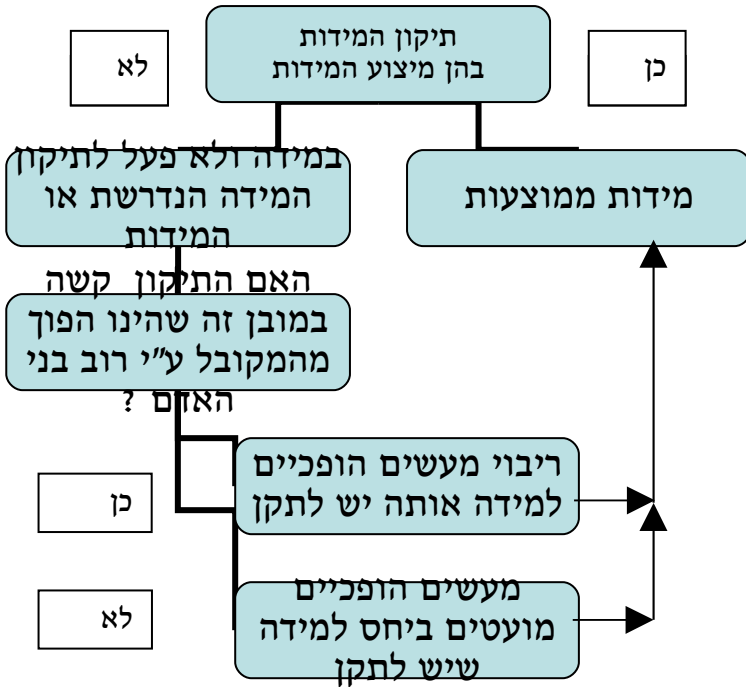 תיקון המידות
בהן מיצוע המידות
כן
לא
מידות ממוצעות
במידה ולא פעל לתיקון
המידה הנדרשת או
המידות
האם התיקון קשה
במובן זה שהינו הפוך
מהמקובל ע"י רוב בני
האדם ?
ריבוי מעשים הופכיים
למידה אותה יש לתקן
כן
מעשים הופכיים
מועטים ביחס למידה
שיש לתקן
לא